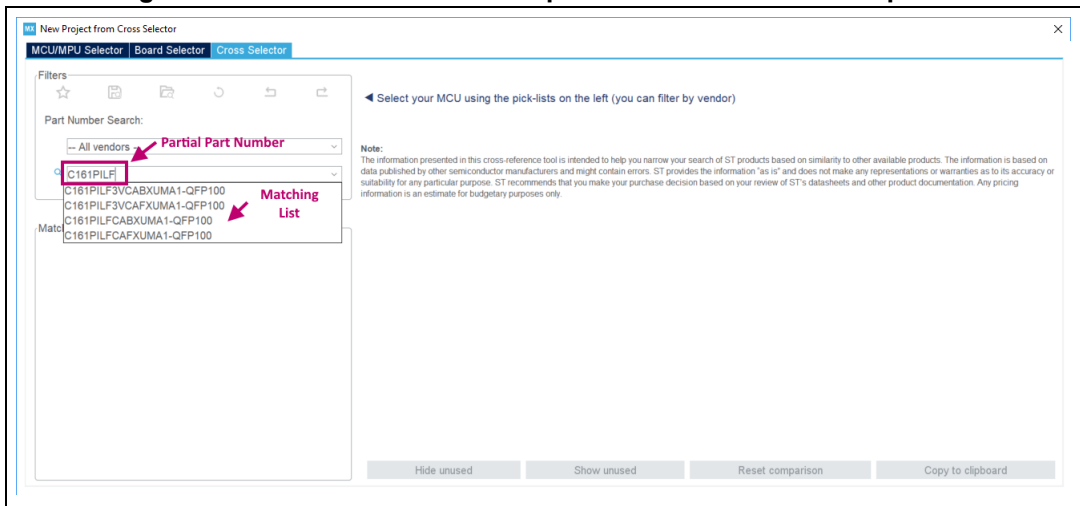 MX New Project from Cross Selector
MCU/MPU Selector Board Selector Cross Selector
Filters
Part Number Search:
-- All vendors --
Partial Part Number
C161PILF
C161PILF3VCABXUMA1-QFP100
C161PILF3VCAFXUMA1-QFP100
C161PILFCABXUMA1-QFP100
C161PILFCAFXUMA1-QFP100
Matching
List
Select your MCU using the pick-lists on the left (you can filter by vendor)
Note:
The information presented in this cross-reference tool is intended to help you narrow your search of ST products based on similarity to other available products. The information is based on
data published by other semiconductor manufacturers and might contain errors. ST provides the information "as is" and does not make any representations or warranties as to its accuracy or
suitability for any particular purpose. ST recommends that you make your purchase decision based on your review of ST's datasheets and other product documentation. Any pricing
information is an estimate for budgetary purposes only.
Hide unused Show unused Reset comparison Copy to clipboard